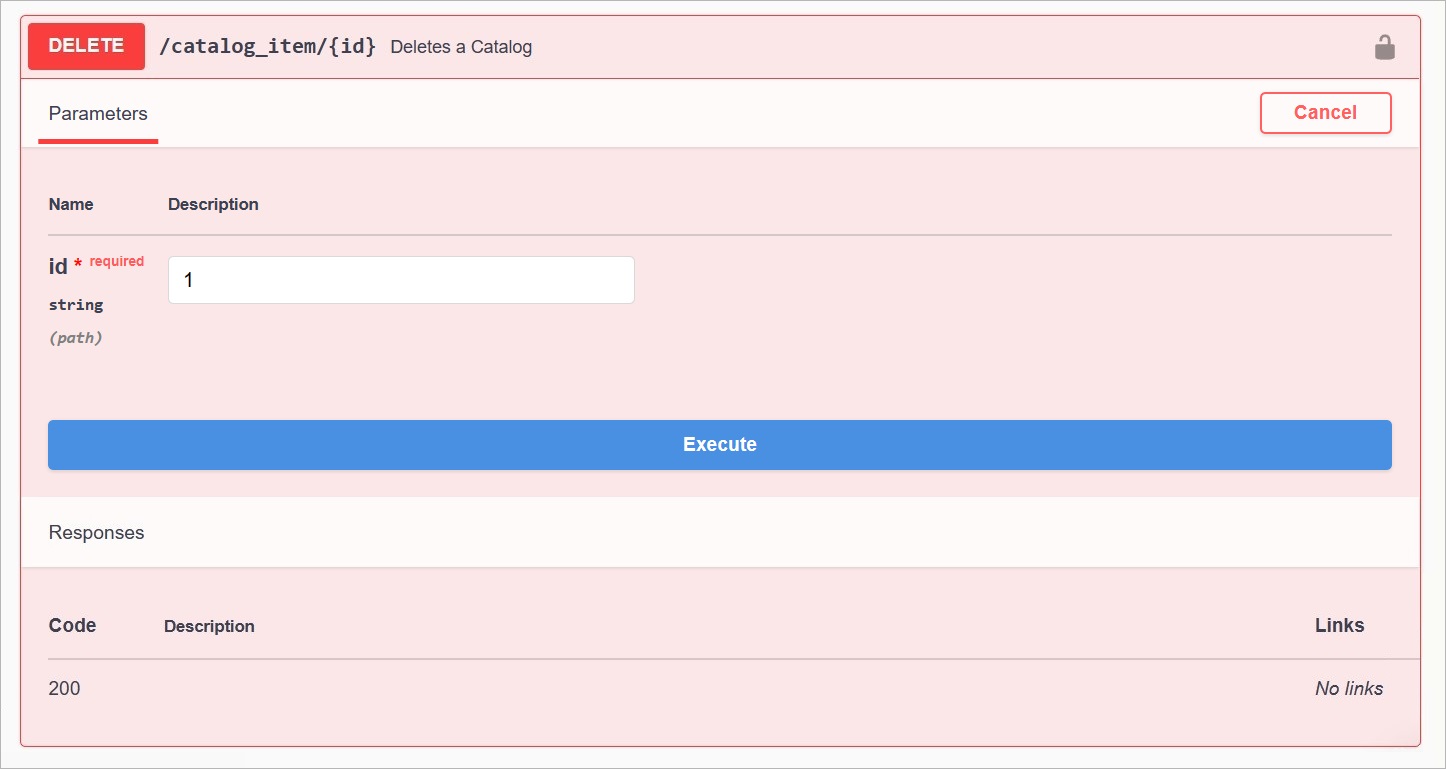 DELETE /catalog_item/{id} Deletes a Catalog
Parameters Cancel
Name Description
id * required
1
string
(path)
Execute
Responses
Code Description Links
200 No links